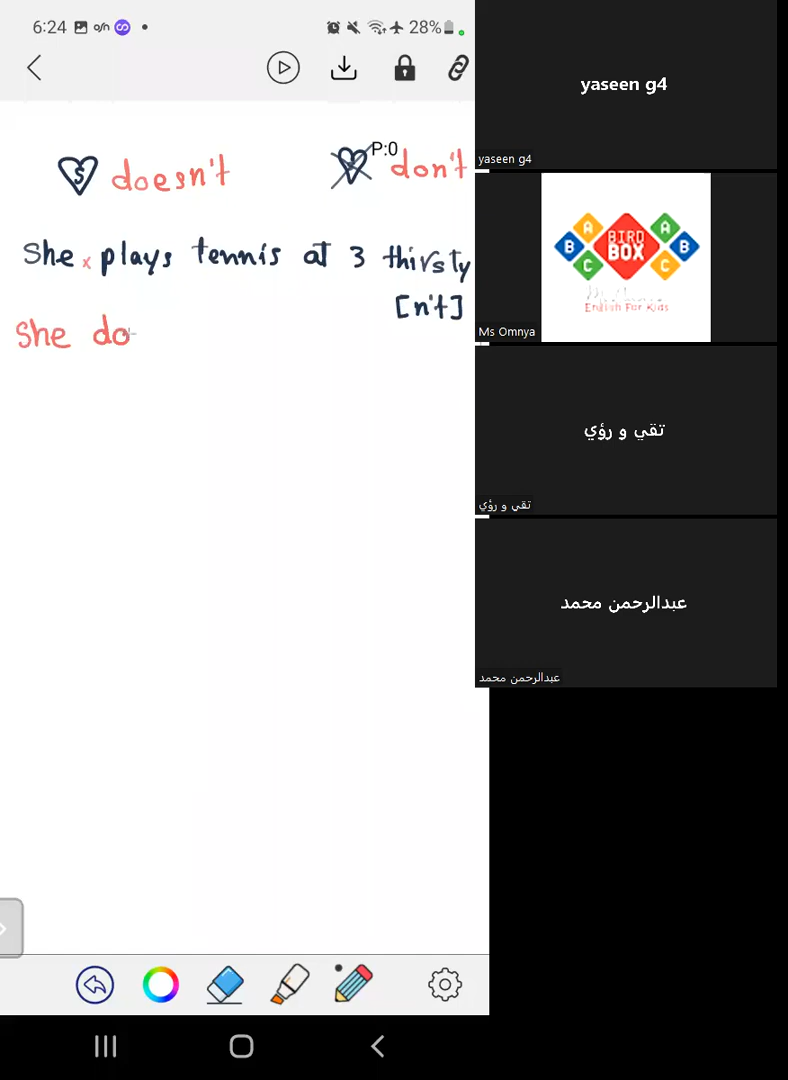 6:24 28%
yaseen g4
yaseen g4
P:0
S doesn't don't
She x plays tennis at 3 thirsty
[n't]
She do
A B C BIRD BOX A B C
English For Kids
Ms Omnya
تقي و رؤي
تقي و رؤي
عبدالرحمن محمد
عبدالرحمن محمد